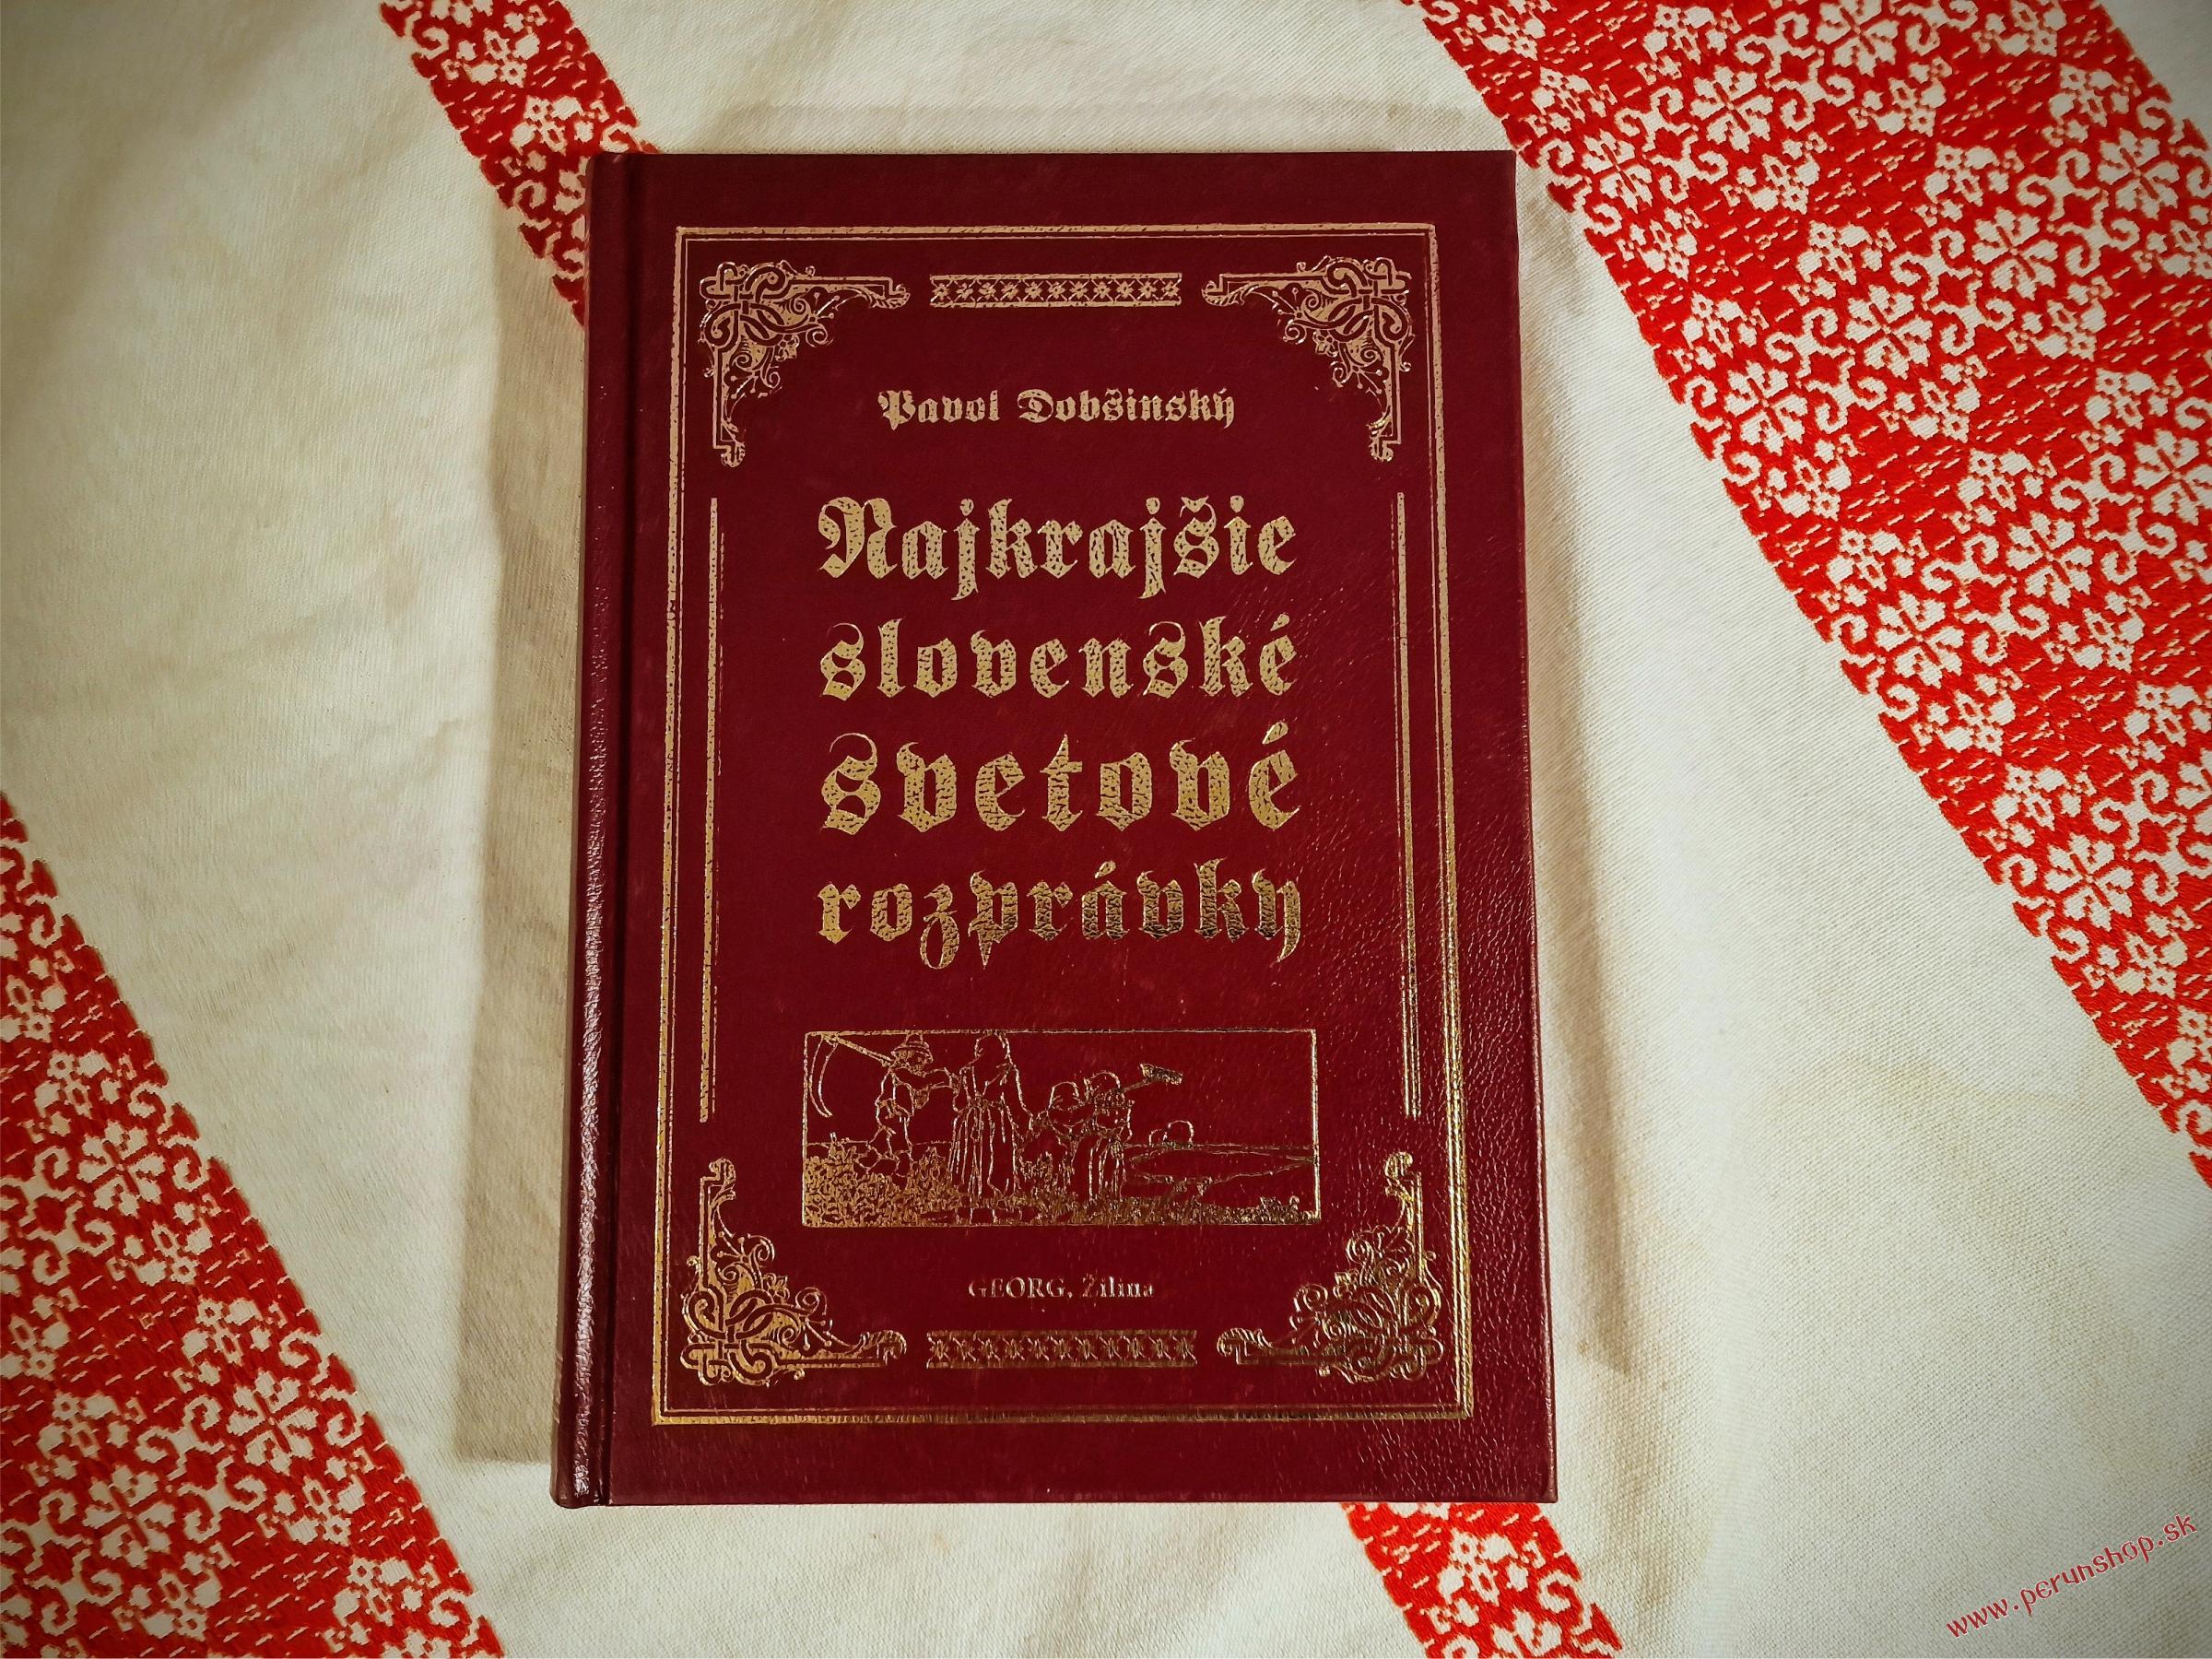 Pavol Dobšinský
Najkrajšie
slovenské
svetové
rozprávky
GEORG, Žilina
www.perunshop.sk